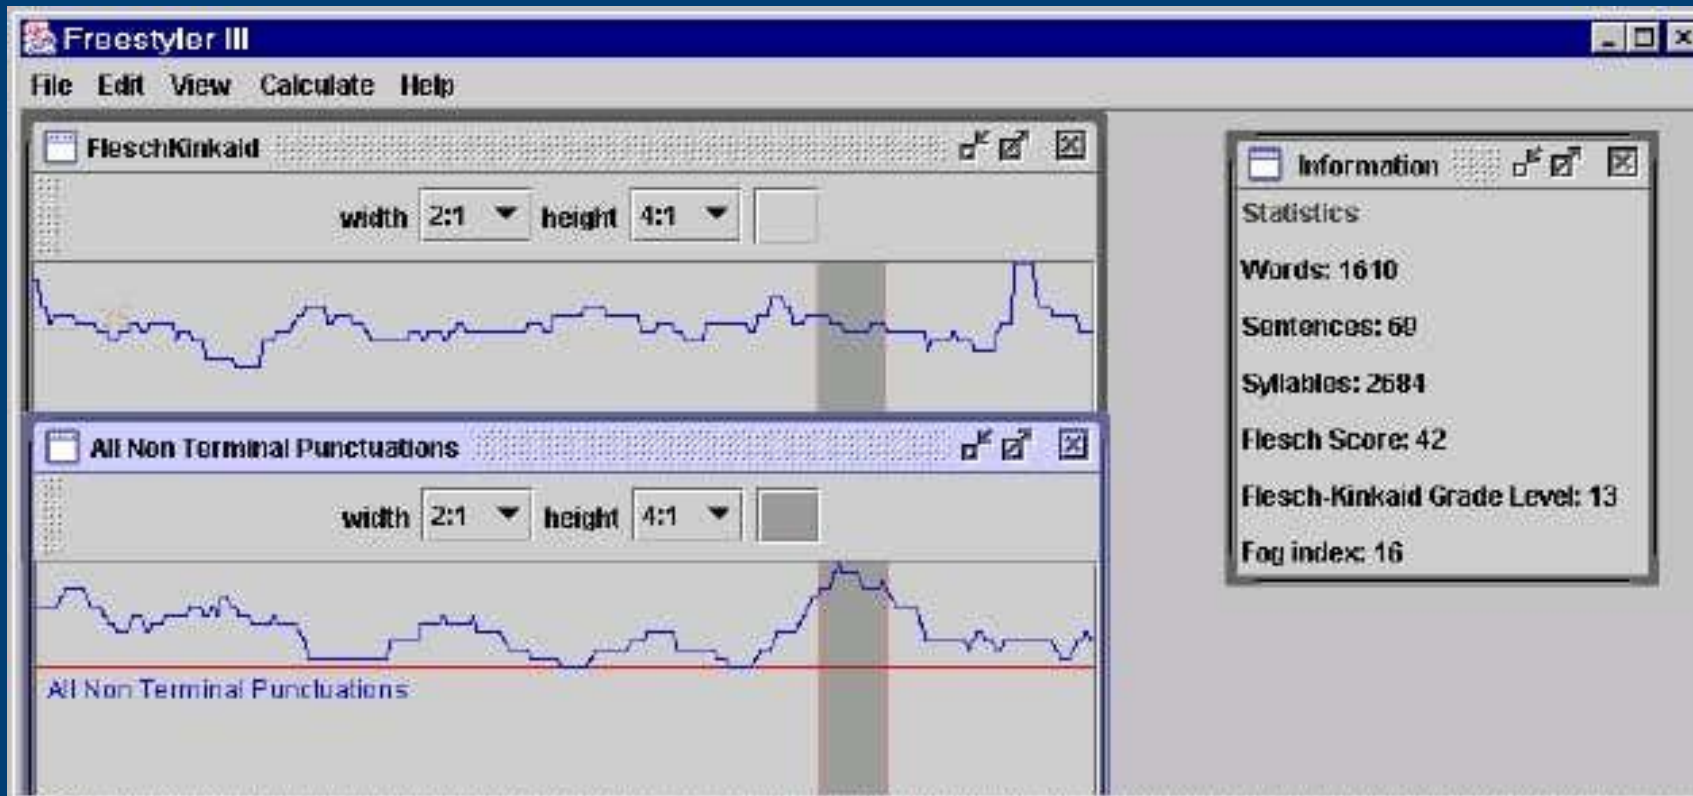 Freestyler III
File Edit View Calculate Help
FleschKinkaid
width 2:1 height 4:1
All Non Terminal Punctuations
width 2:1 height 4:1
All Non Terminal Punctuations
Information
Statistics
Words: 1610
Sentences: 69
Syllables: 2684
Flesch Score: 42
Flesch-Kinkaid Grade Level: 13
Fog index: 16